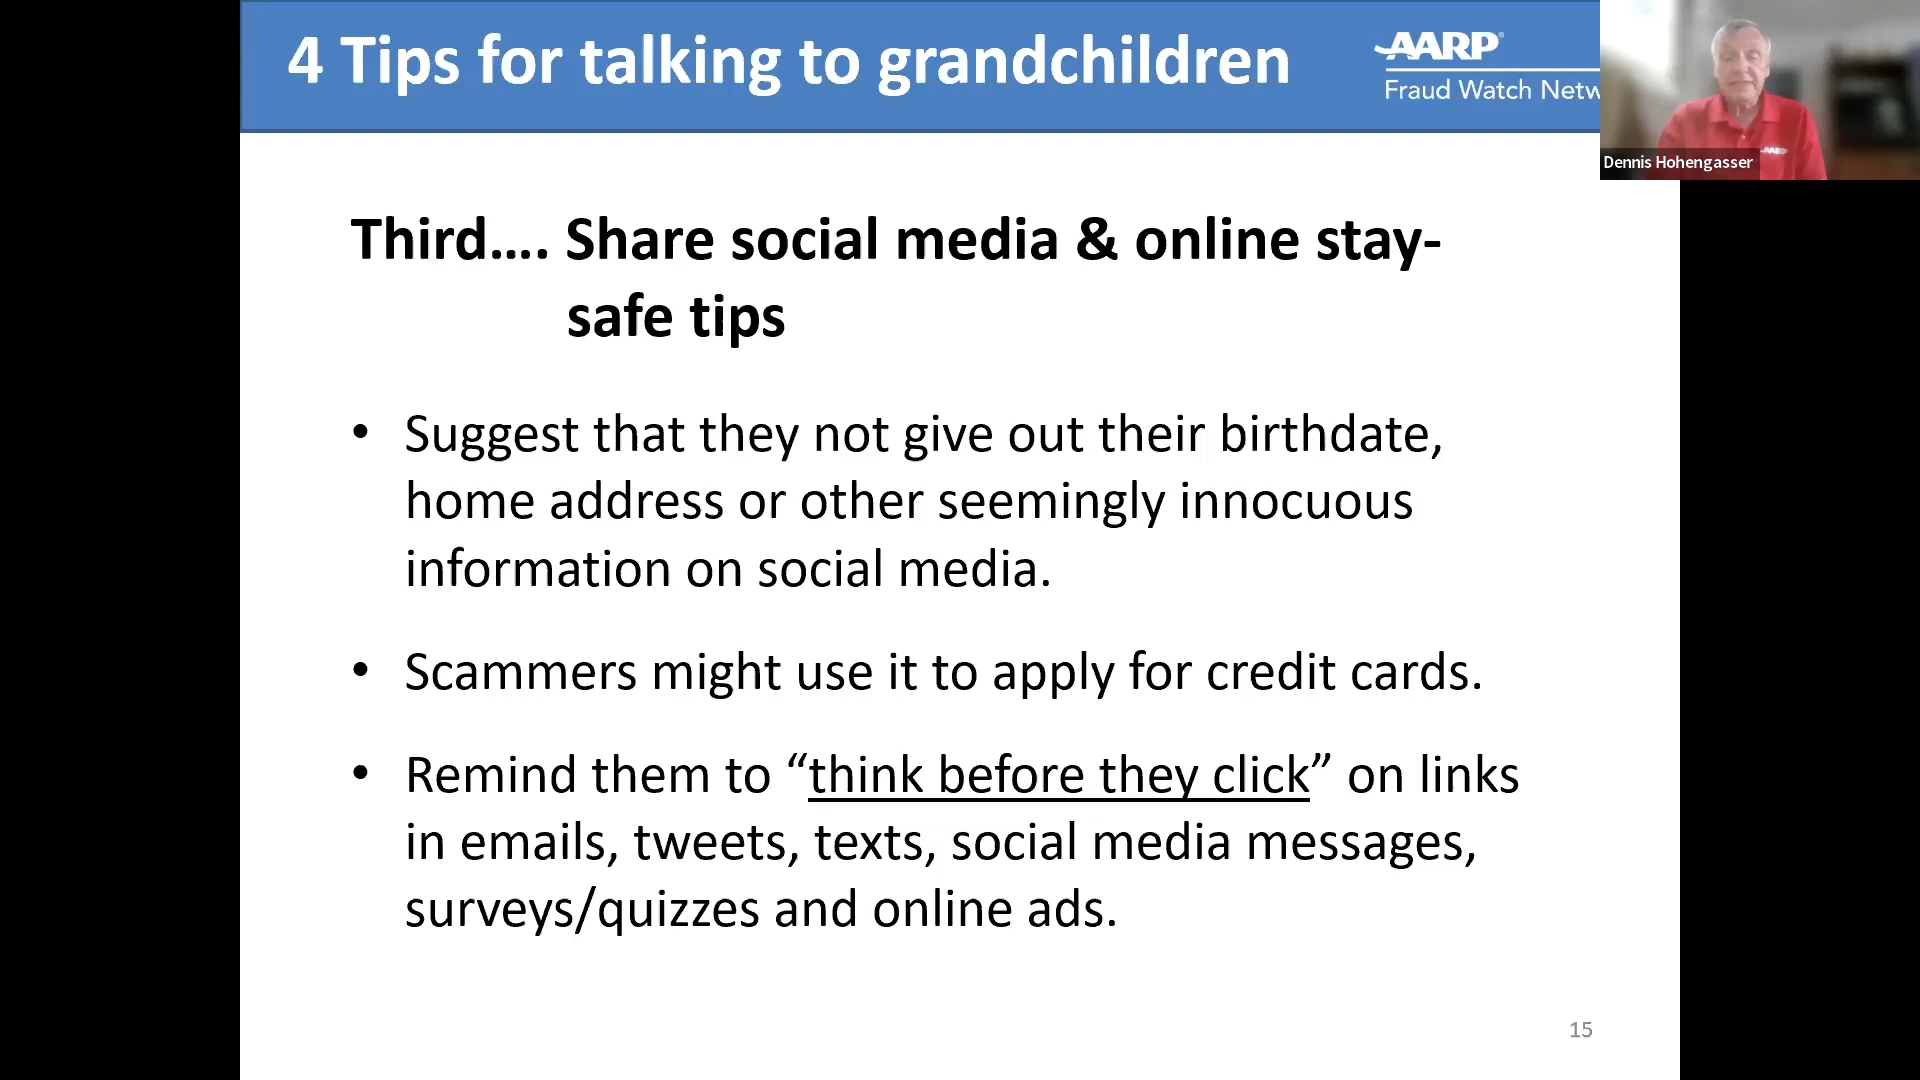 4 Tips for talking to grandchildren
AARP®
Fraud Watch Netw
Dennis Hohengasser
AARP
Third.... Share social media & online stay-
safe tips
• Suggest that they not give out their birthdate,
home address or other seemingly innocuous
information on social media.
• Scammers might use it to apply for credit cards.
• Remind them to “think before they click” on links
in emails, tweets, texts, social media messages,
surveys/quizzes and online ads.
15